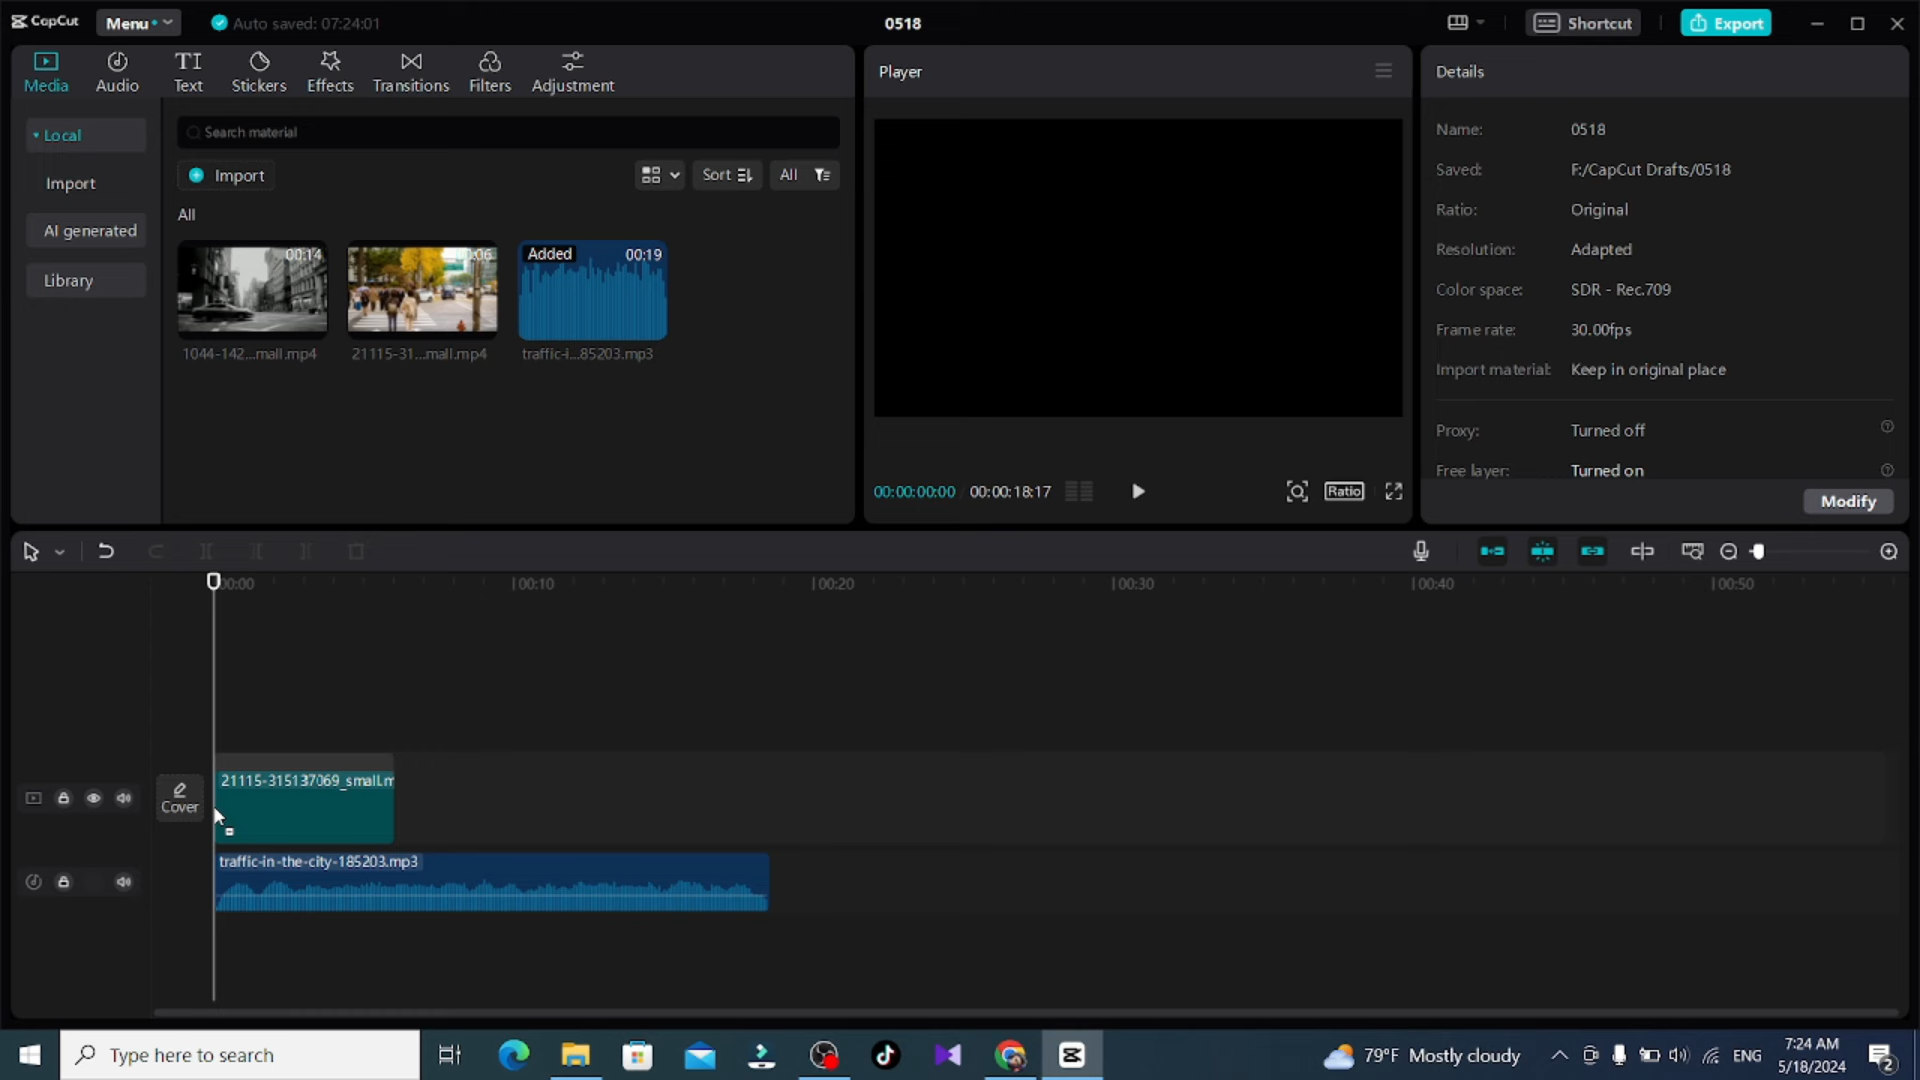 CapCut
Menu
Auto saved: 07:24:01
0518
Shortcut
Export
Media
Audio
TI
Text
Stickers
Effects
Transitions
Filters
Adjustment
Local
Import
AI generated
Library
Search material
Import
Sort
All
All
00:14
1044-142...mall.mp4
00:06
21115-31...mall.mp4
Added
00:19
traffic-i...85203.mp3
Player
00:00:00:00
00:00:18:17
Ratio
Details
Name: 0518
Saved: F:/CapCut Drafts/0518
Ratio: Original
Resolution: Adapted
Color space: SDR - Rec.709
Frame rate: 30.00fps
Import material: Keep in original place
Proxy: Turned off
Free layer: Turned on
Modify
00:00
00:10
00:20
00:30
00:40
00:50
Cover
21115-315137069_small.m
traffic-in-the-city-185203.mp3
Type here to search
79°F Mostly cloudy
ENG
7:24 AM
5/18/2024
2